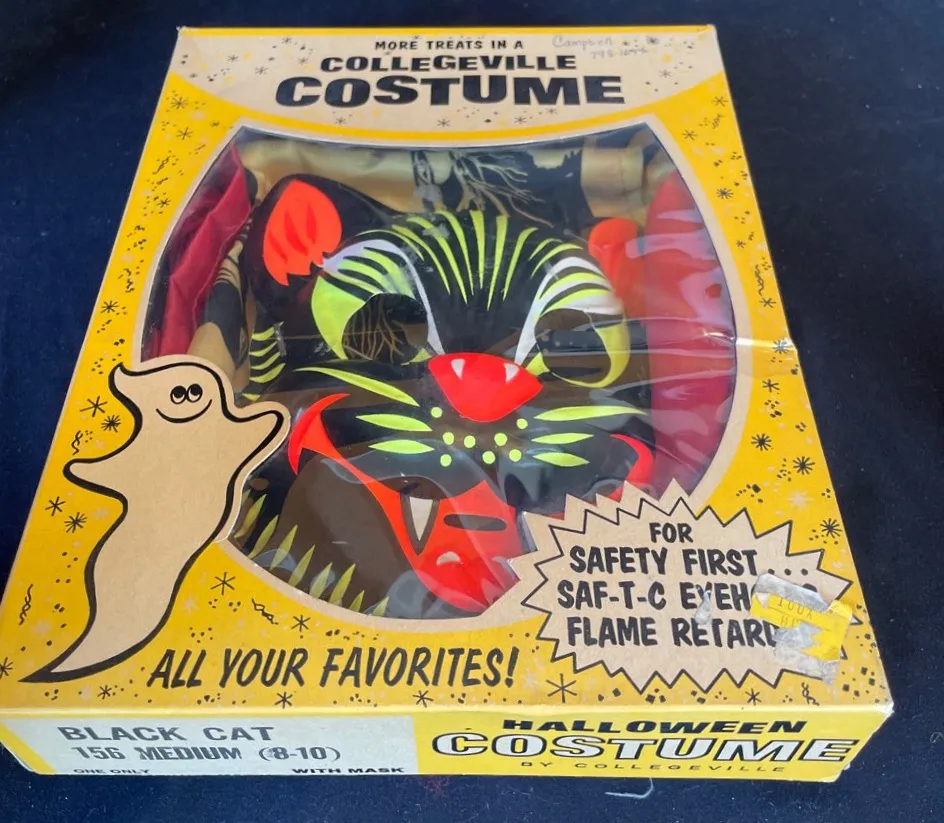 MORE TREATS IN A
COLLEGEVILLE
COSTUME
FOR
SAFETY FIRST...
SAF-T-C
FLAME
ALL YOUR FAVORITES!
BLACK CAT
156 MEDIUM (8-10)
ONE ONLY WITH MASK
HALLOWEEN
COSTUME
BY COLLEGEVILLE